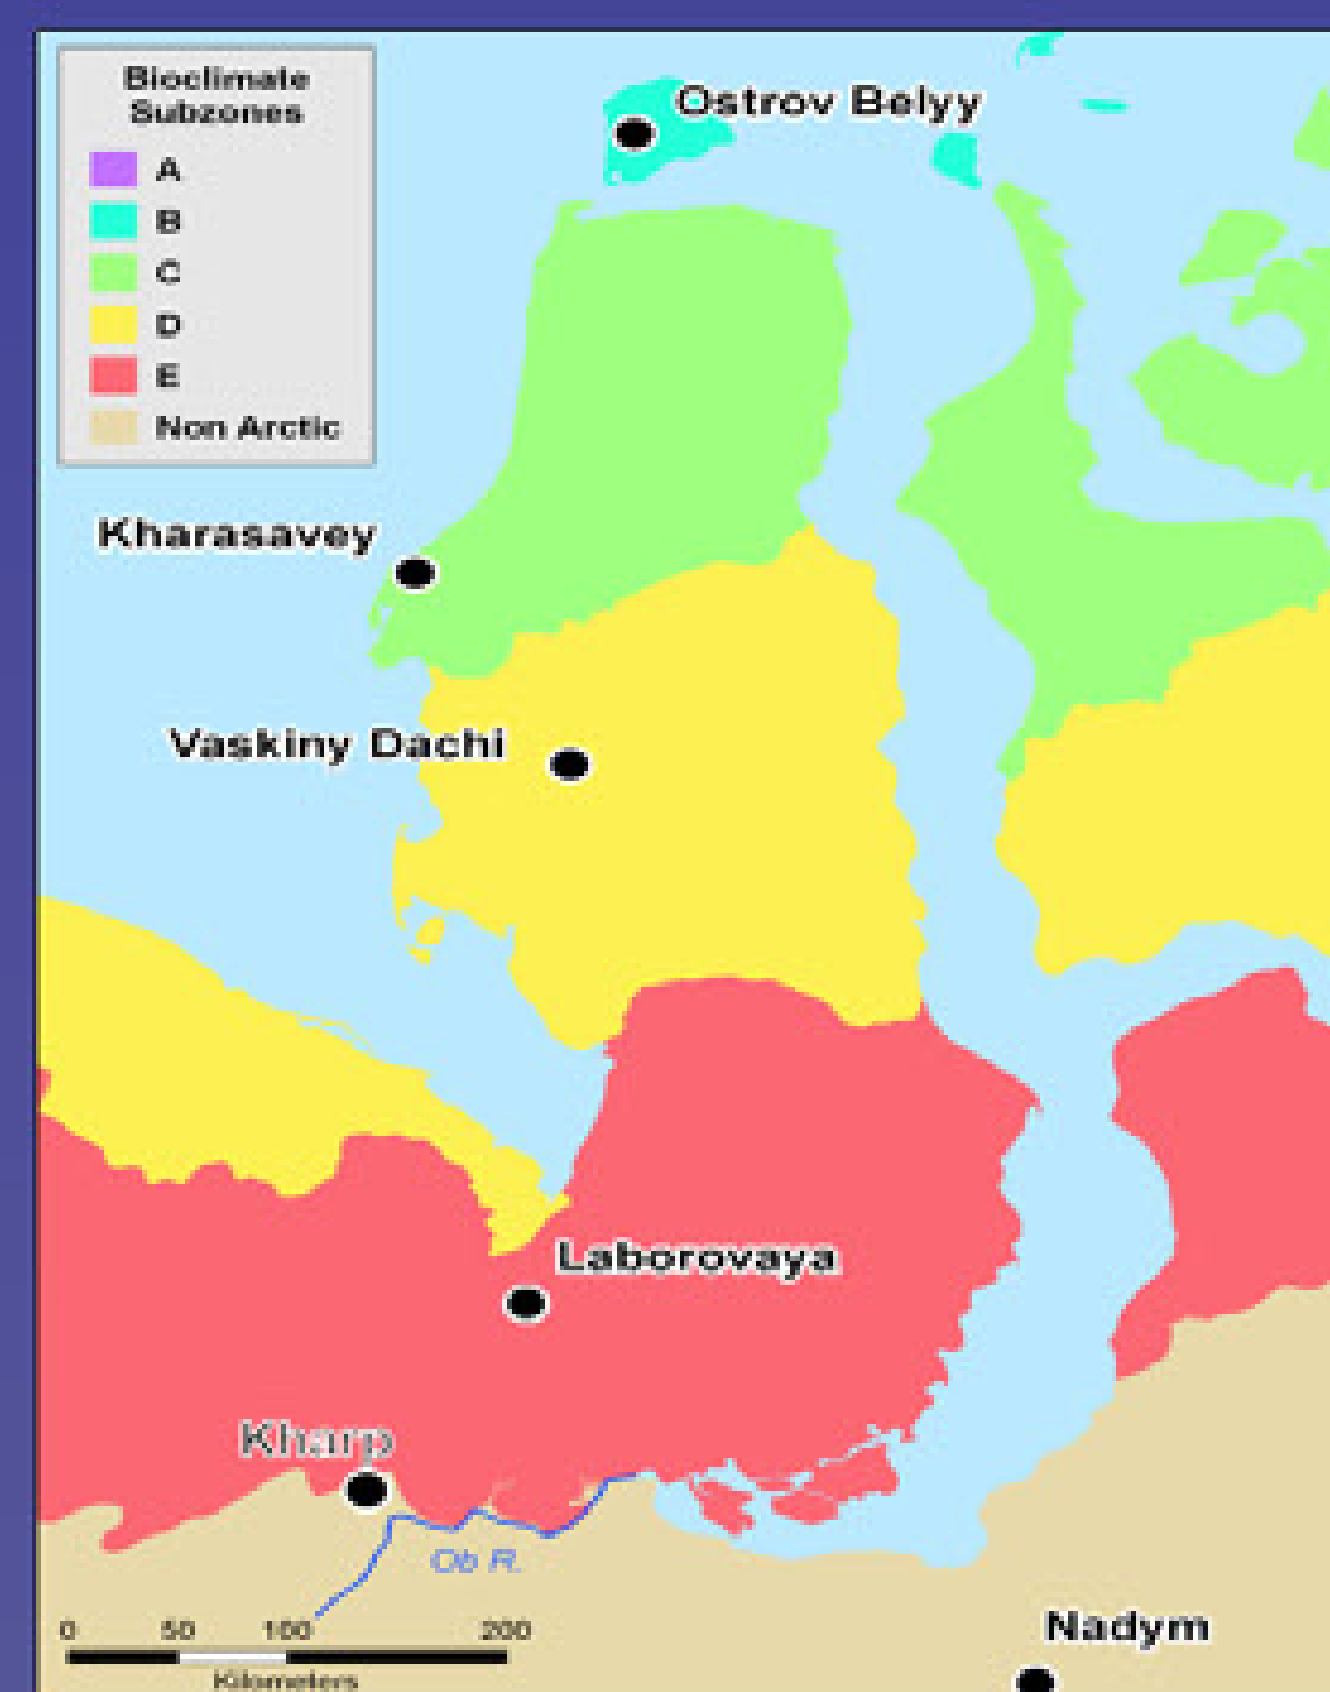 Bioclimate
Subzones
A
B
C
D
E
Non Arctic
Ostrov Belyy
Kharasavey
Vaskiny Dachi
Laborovaya
Kharp
Ob R.
Nadym
0 50 100 200
Kilometers